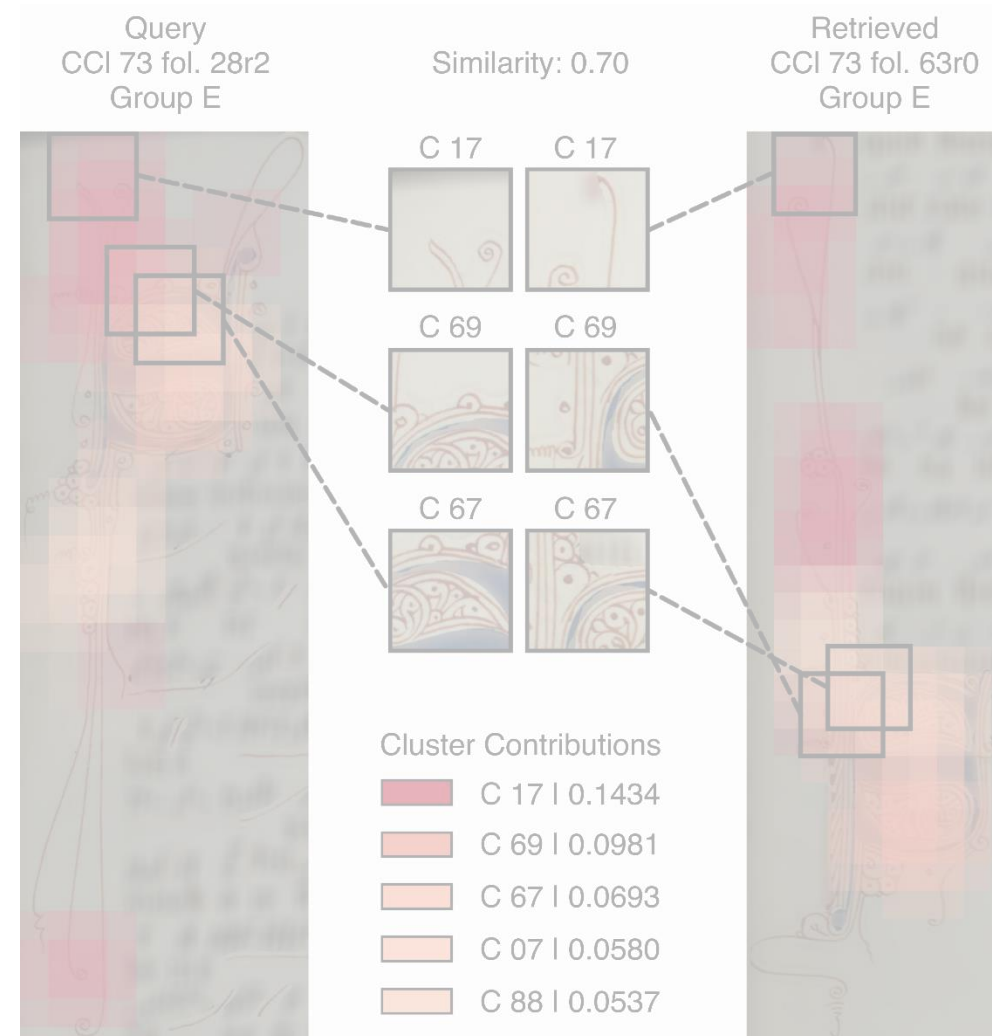 Query
CCl 73 fol. 28r2
Group E
Similarity: 0.70
Retrieved
CCl 73 fol. 63r0
Group E
C 17 C 17
C 69 C 69
C 67 C 67
Cluster Contributions
C 17 | 0.1434
C 69 | 0.0981
C 67 | 0.0693
C 07 | 0.0580
C 88 | 0.0537